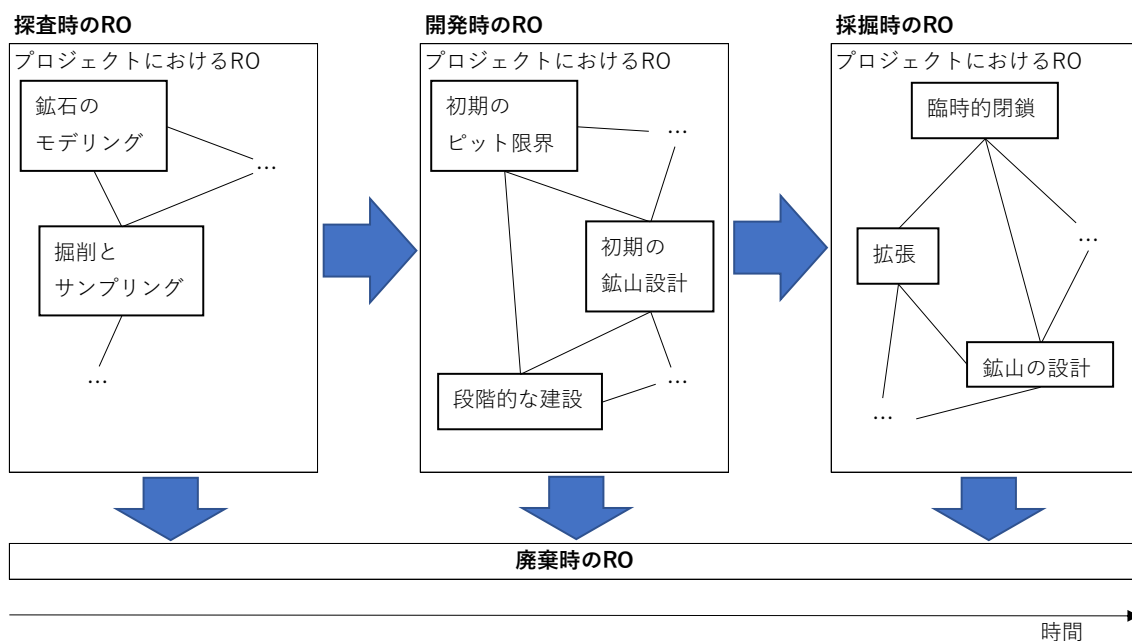 探査時のRO
プロジェクトにおけるRO
鉱石の
モデリング
…
掘削と
サンプリング
…
開発時のRO
プロジェクトにおけるRO
初期の
ピット限界
…
初期の
鉱山設計
段階的な建設
…
採掘時のRO
プロジェクトにおけるRO
臨時的閉鎖
…
拡張
鉱山の設計
…
廃棄時のRO
時間